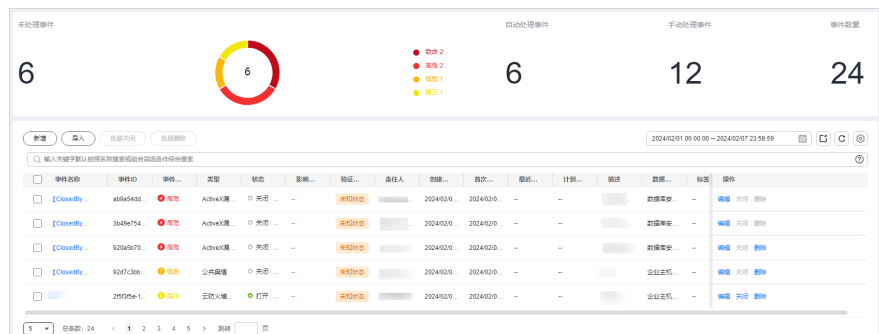 未处理事件
自动处理事件
手动处理事件
事件数量
6
6
致命 2
高危 2
低危 1
提示 1
6
12
24
新增
导入
批量关闭
批量删除
2024/02/01 00:00:00 – 2024/02/07 23:59:59
输入关键字默认按照名称搜索或组合筛选条件综合搜索
事件名称 事件ID 事件... 类型 状态 影响... 验证... 责任人 创建... 首次... 最近... 计划... 描述 数据... 标签 操作
【ClosedBy... ab9a54dd... 高危 ActiveX漏... 关闭 ... -- 未知状态 2024/02/0... 2024/02/0... -- -- 数据库安... -- 编辑 关闭 删除
【ClosedBy... 3b49e754... 高危 ActiveX漏... 关闭 ... -- 未知状态 2024/02/0... 2024/02/0... -- -- 数据库安... -- 编辑 关闭 删除
【ClosedBy... 920a5b70... 高危 ActiveX漏... 关闭 ... -- 未知状态 2024/02/0... 2024/02/0... -- -- 数据库安... -- 编辑 关闭 删除
【ClosedBy... 92d7c3bb... 低危 公共舆情 关闭 ... -- 未知状态 2024/02/0... 2024/02/0... -- -- 企业主机... -- 编辑 关闭 删除
2f5f3f5e-1... 提示 云防火墙... 打开 ... -- 未知状态 2024/02/0... 2024/02/0... -- -- 企业主机... -- 编辑 关闭 删除
5 总条数: 24 < 1 2 3 4 5 > 跳转 页